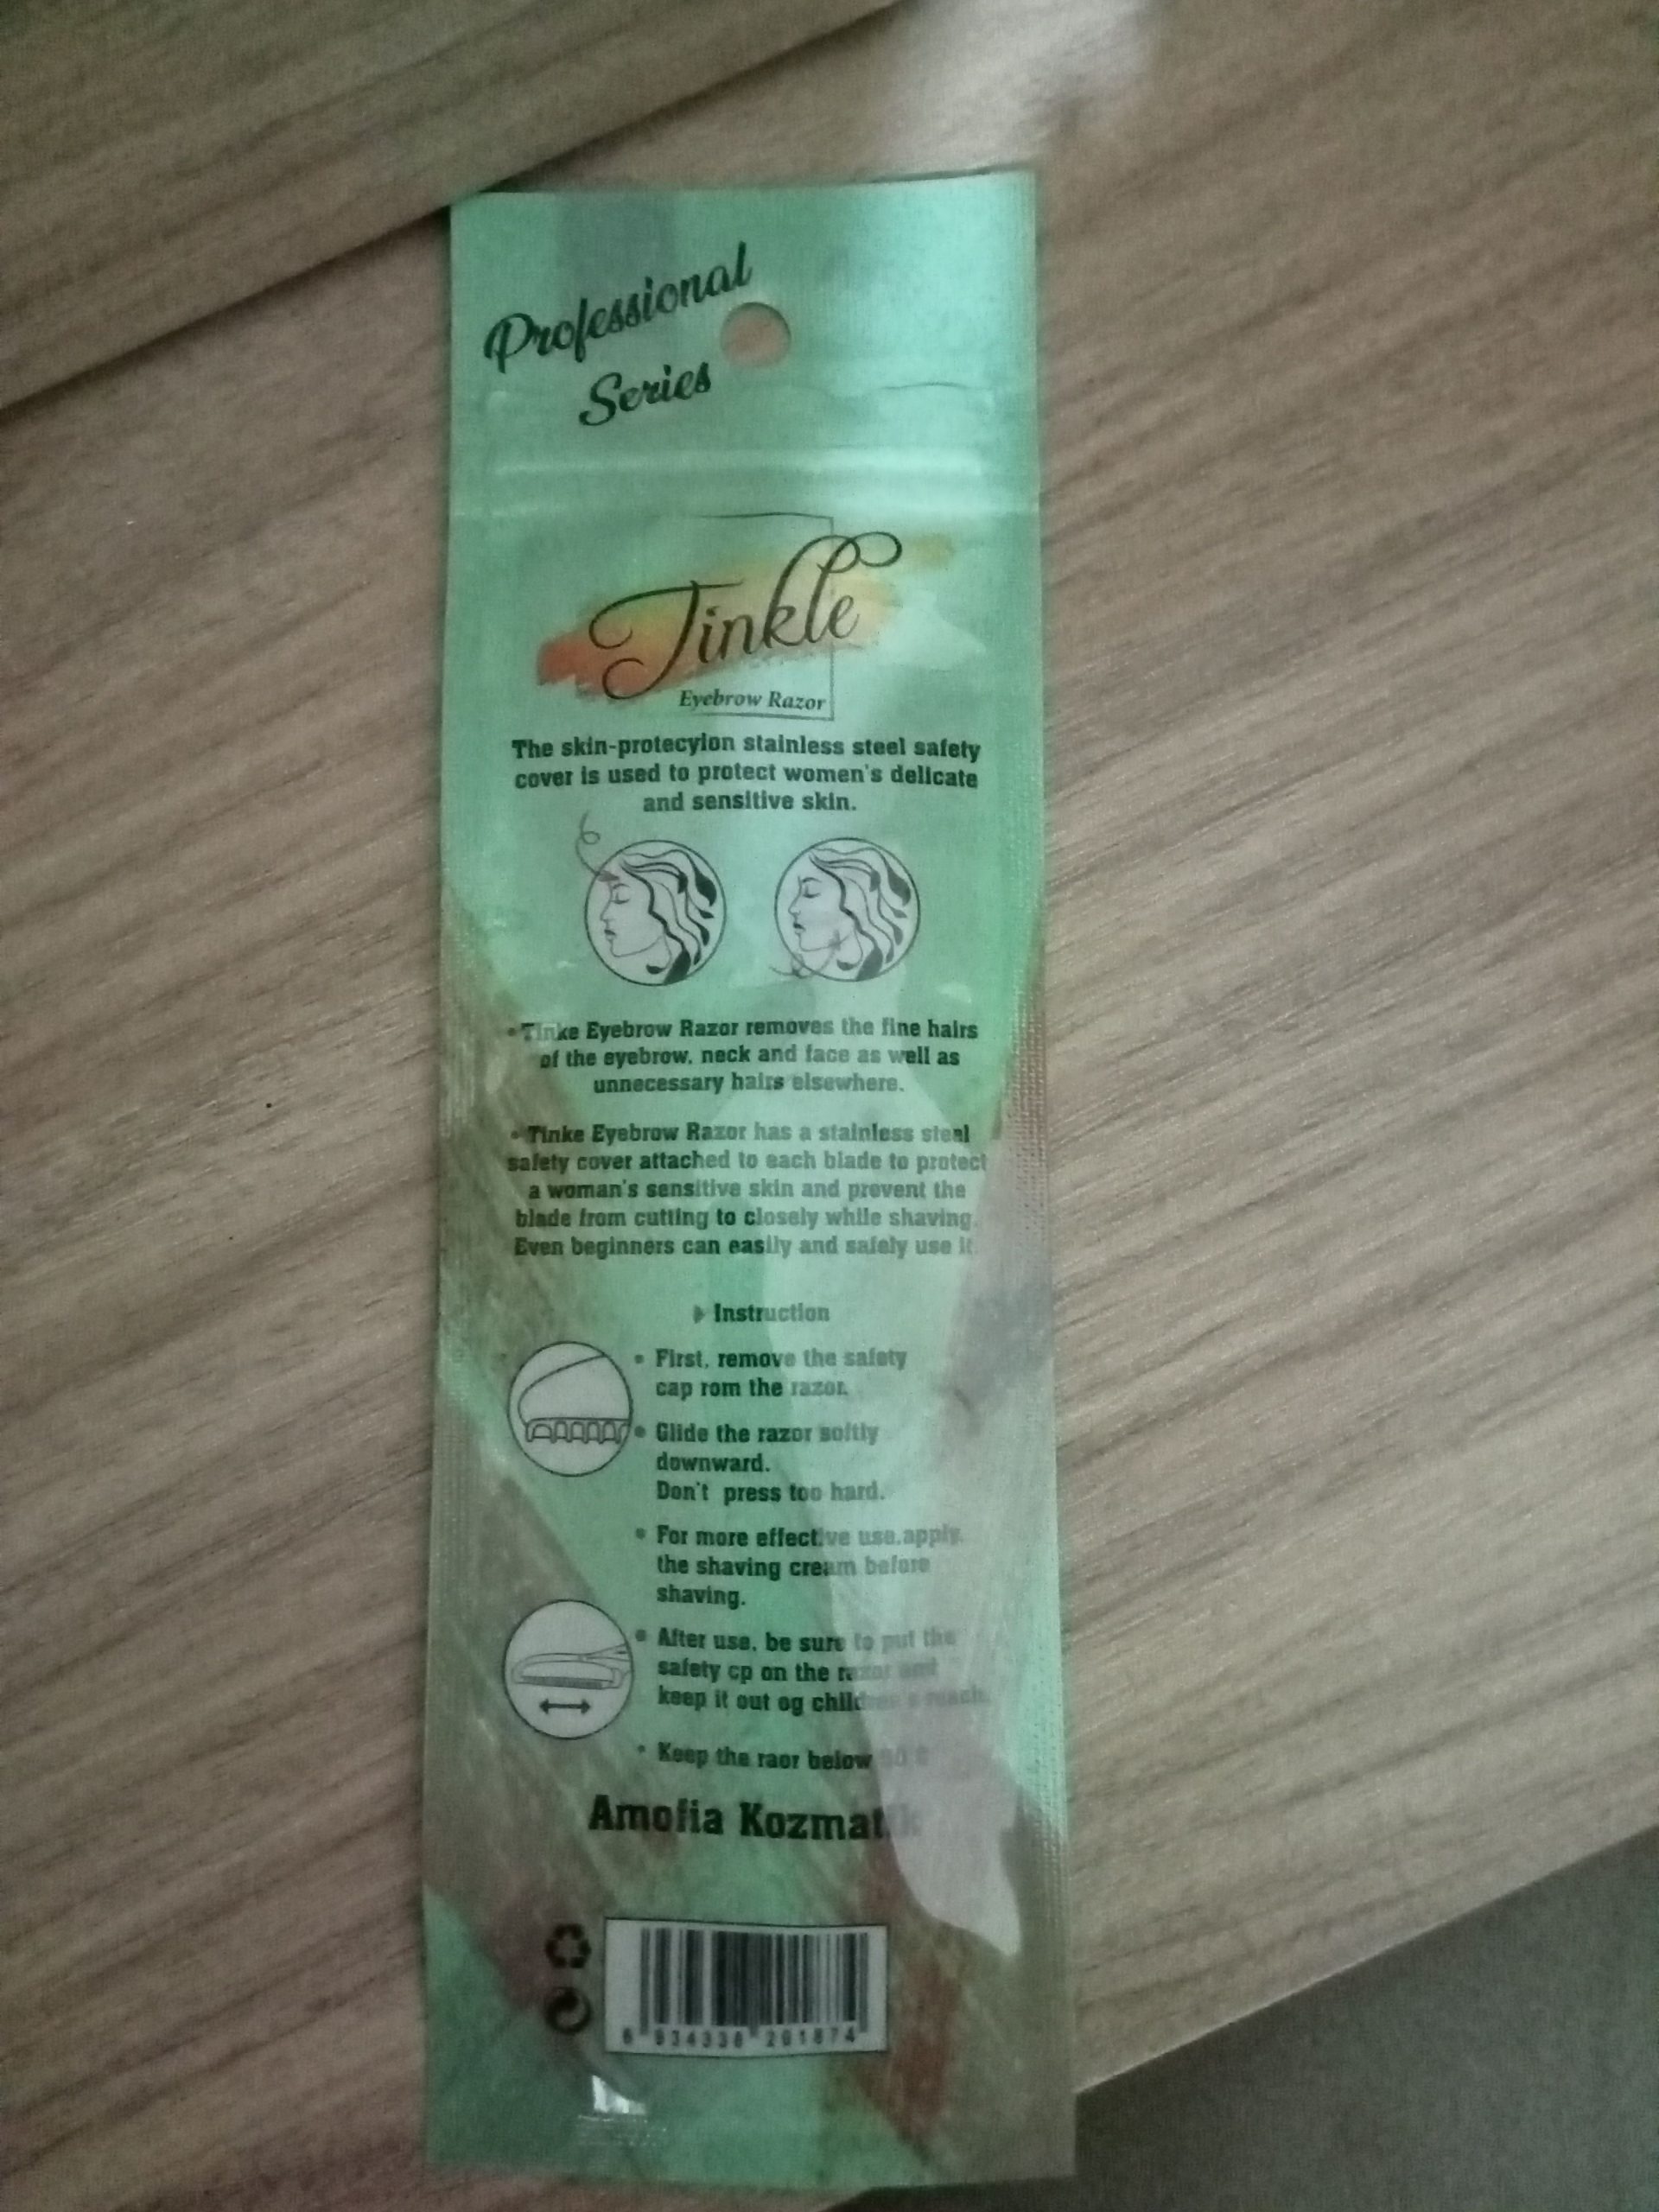 Professional
Series
Tinkle
Eyebrow Razor
The skin-protecyion stainless steel safety
cover is used to protect women's delicate
and sensitive skin.
• Tinke Eyebrow Razor removes the fine hairs
of the eyebrow, neck and face as well as
unnecessary hairs elsewhere.
• Tinke Eyebrow Razor has a stainless steel
safety cover attached to each blade to protect
a woman's sensitive skin and prevent the
blade from cutting to closely while shaving.
Even beginners can easily and safely use it.
Instruction
• First, remove the safety
cap rom the razor.
• Glide the razor softly
downward.
Don't press too hard.
• For more effective use,apply.
the shaving cream before
shaving.
• After use, be sure to put the
safety cp on the razor and
keep it out og children's reach.
• Keep the raor below
Amofia Kozmatik